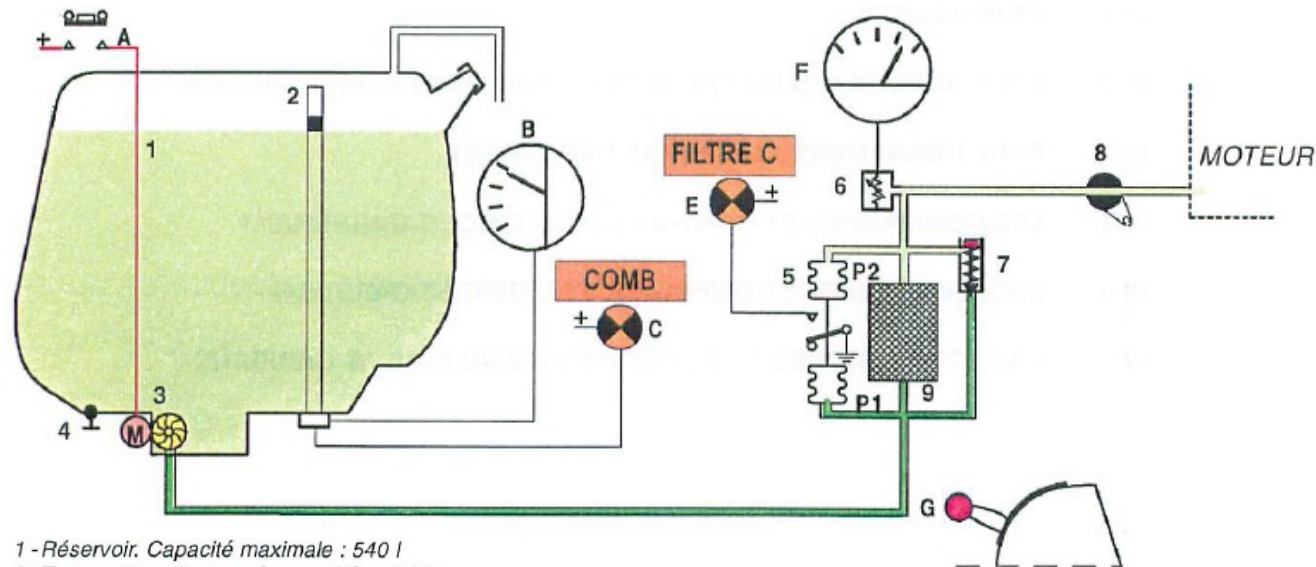 + A
1
2
B
3
4
M
COMB
+ C
FILTRE C
E +
F
6
8
MOTEUR
5 P2
7
9
P1
G
1 - Réservoir. Capacité maximale : 540 l